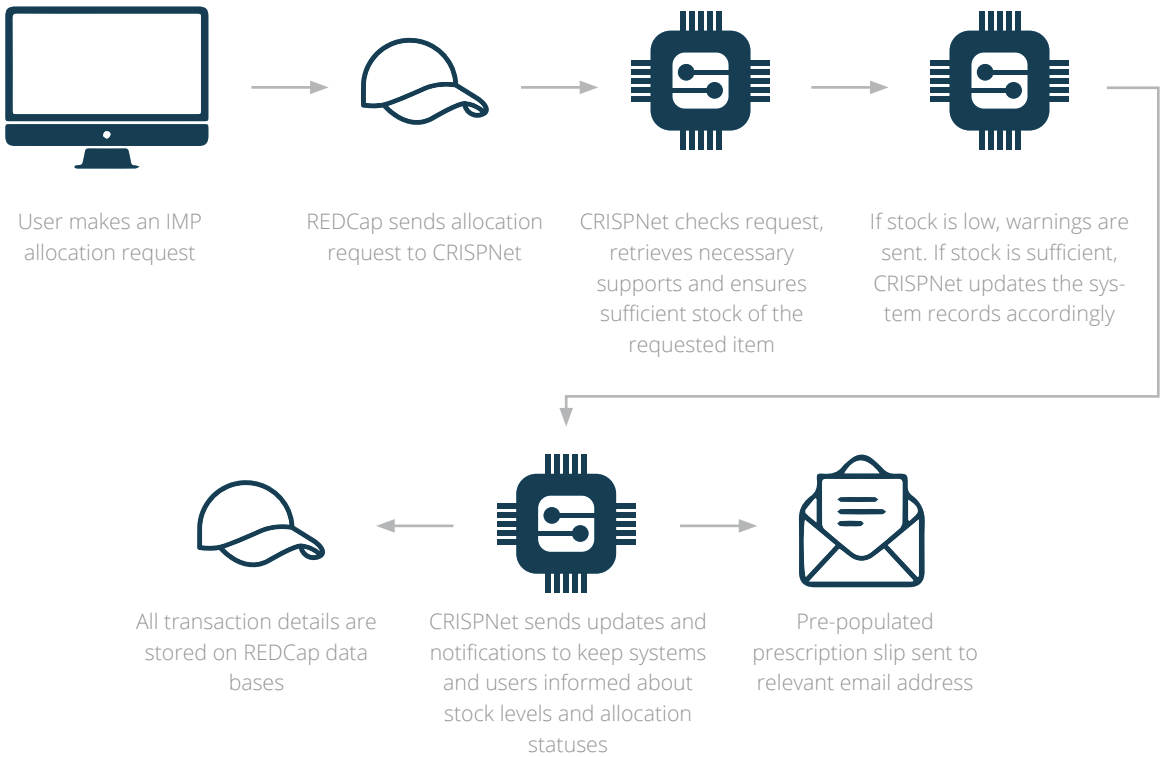 User makes an IMP
allocation request
REDCap sends allocation
request to CRISPNet
CRISPNet checks request,
retrieves necessary
supports and ensures
sufficient stock of the
requested item
If stock is low, warnings are
sent. If stock is sufficient,
CRISPNet updates the sys-
tem records accordingly
All transaction details are
stored on REDCap data
bases
CRISPNet sends updates and
notifications to keep systems
and users informed about
stock levels and allocation
statuses
Pre-populated
prescription slip sent to
relevant email address